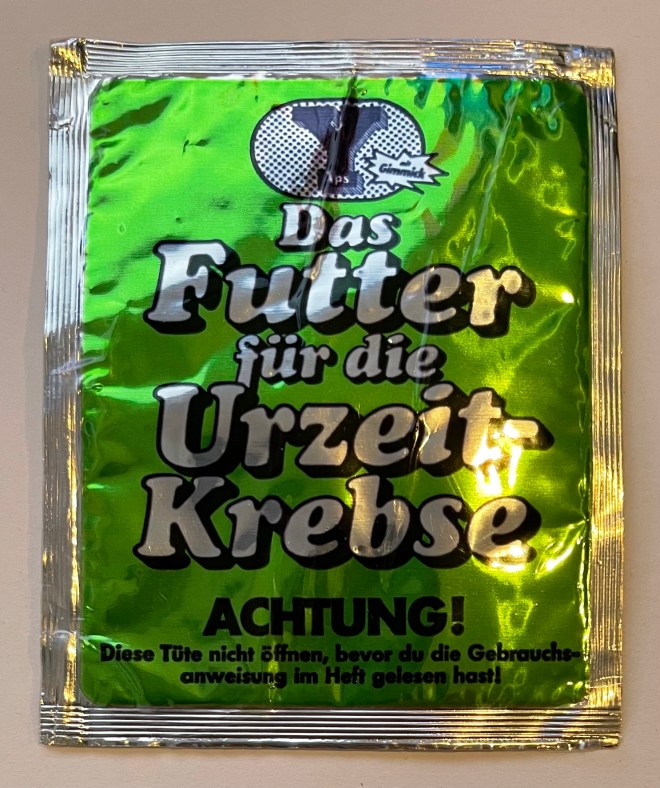 Y
Yps
mit
Gimmick
Das
Futter
für die
Urzeit-
Krebse
ACHTUNG!
Diese Tüte nicht öffnen, bevor du die Gebrauchs-
anweisung im Heft gelesen hast!